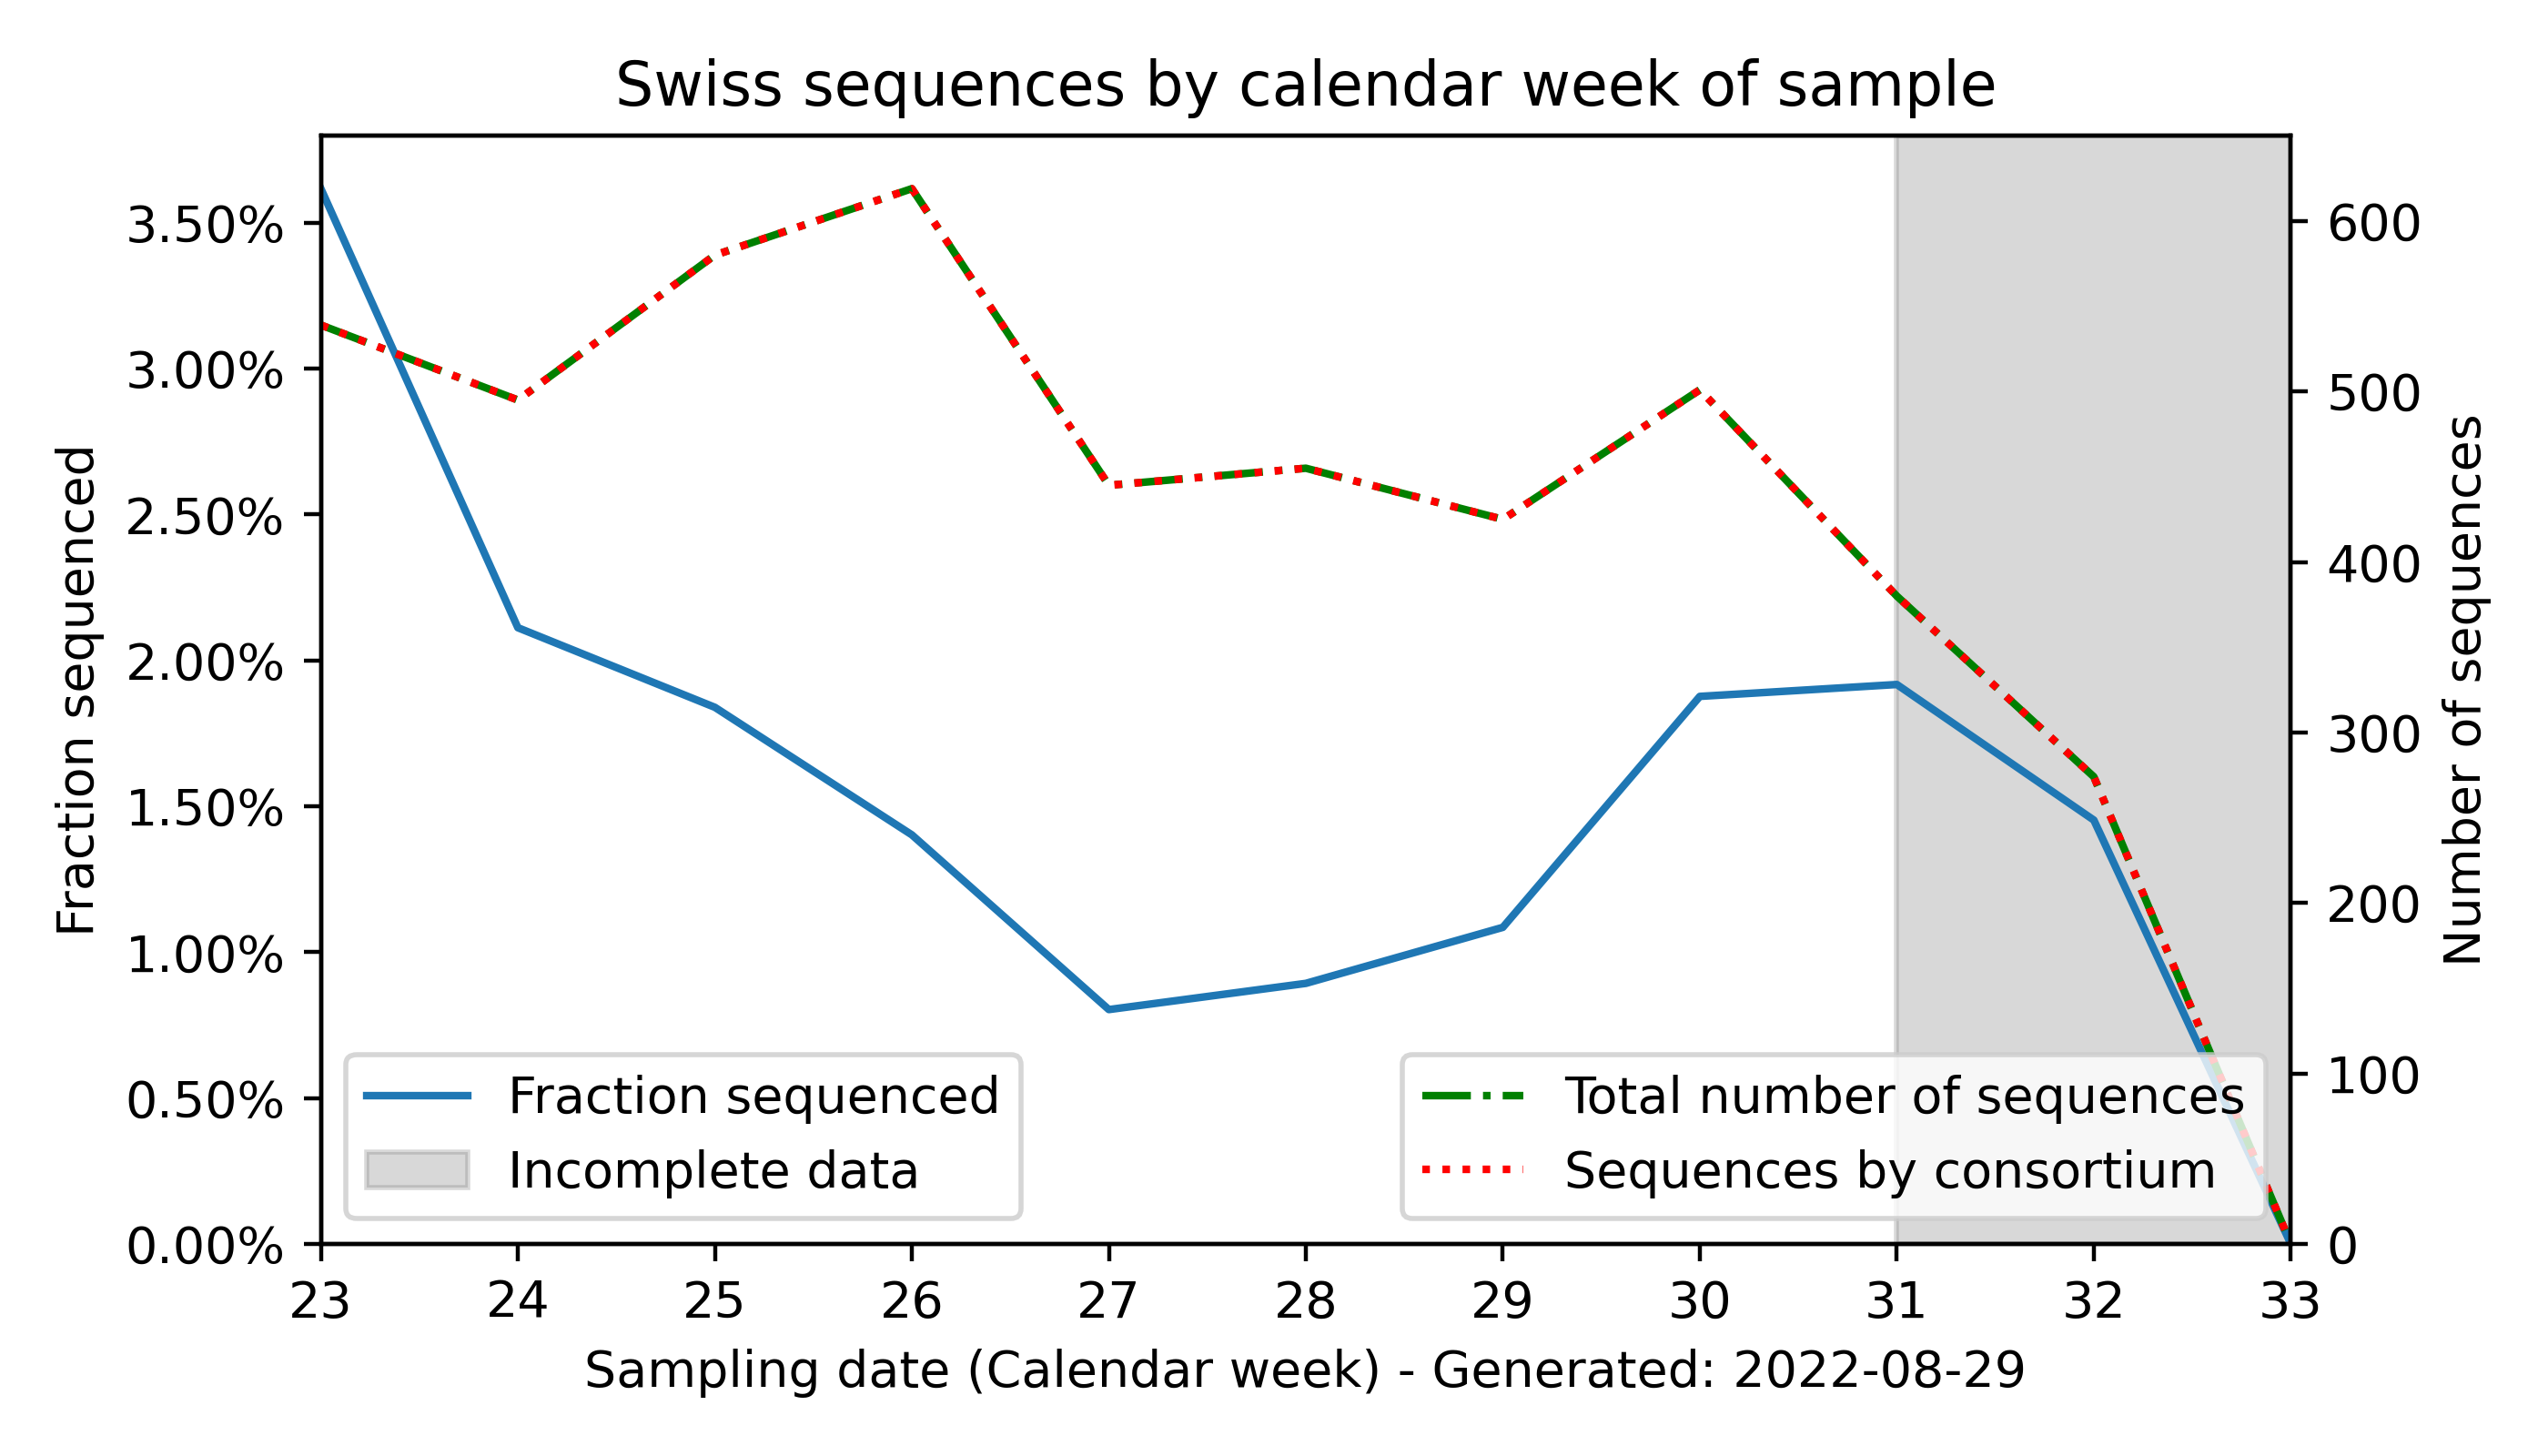 Swiss sequences by calendar week of sample
Fraction sequenced
3.50%
3.00%
2.50%
2.00%
1.50%
1.00%
0.50%
0.00%
600
500
400
300
200
100
0
Number of sequences
Fraction sequenced
Incomplete data
Total number of sequences
Sequences by consortium
23 24 25 26 27 28 29 30 31 32 33
Sampling date (Calendar week) - Generated: 2022-08-29